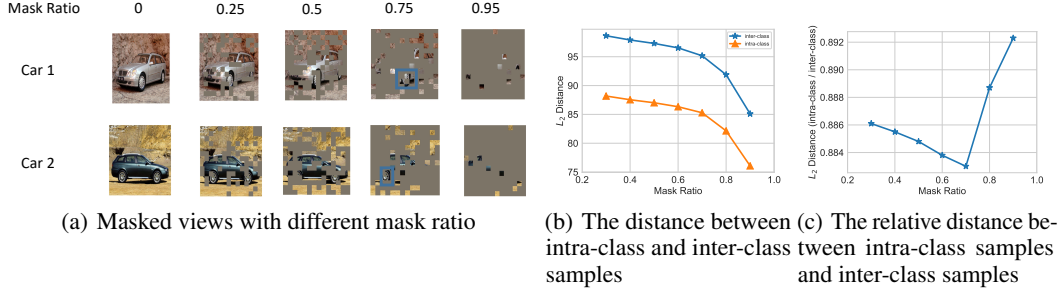 Mask Ratio 0 0.25 0.5 0.75 0.95
Car 1
Car 2
(a) Masked views with different mask ratio
inter-class
intra-class
L2 Distance
95
90
85
80
75
0.2 0.4 0.6 0.8 1.0
Mask Ratio
(b) The distance between
intra-class and inter-class
samples
L2 Distance (intra-class / inter-class)
0.892
0.890
0.888
0.886
0.884
0.2 0.4 0.6 0.8 1.0
Mask Ratio
(c) The relative distance be-
tween intra-class samples
and inter-class samples